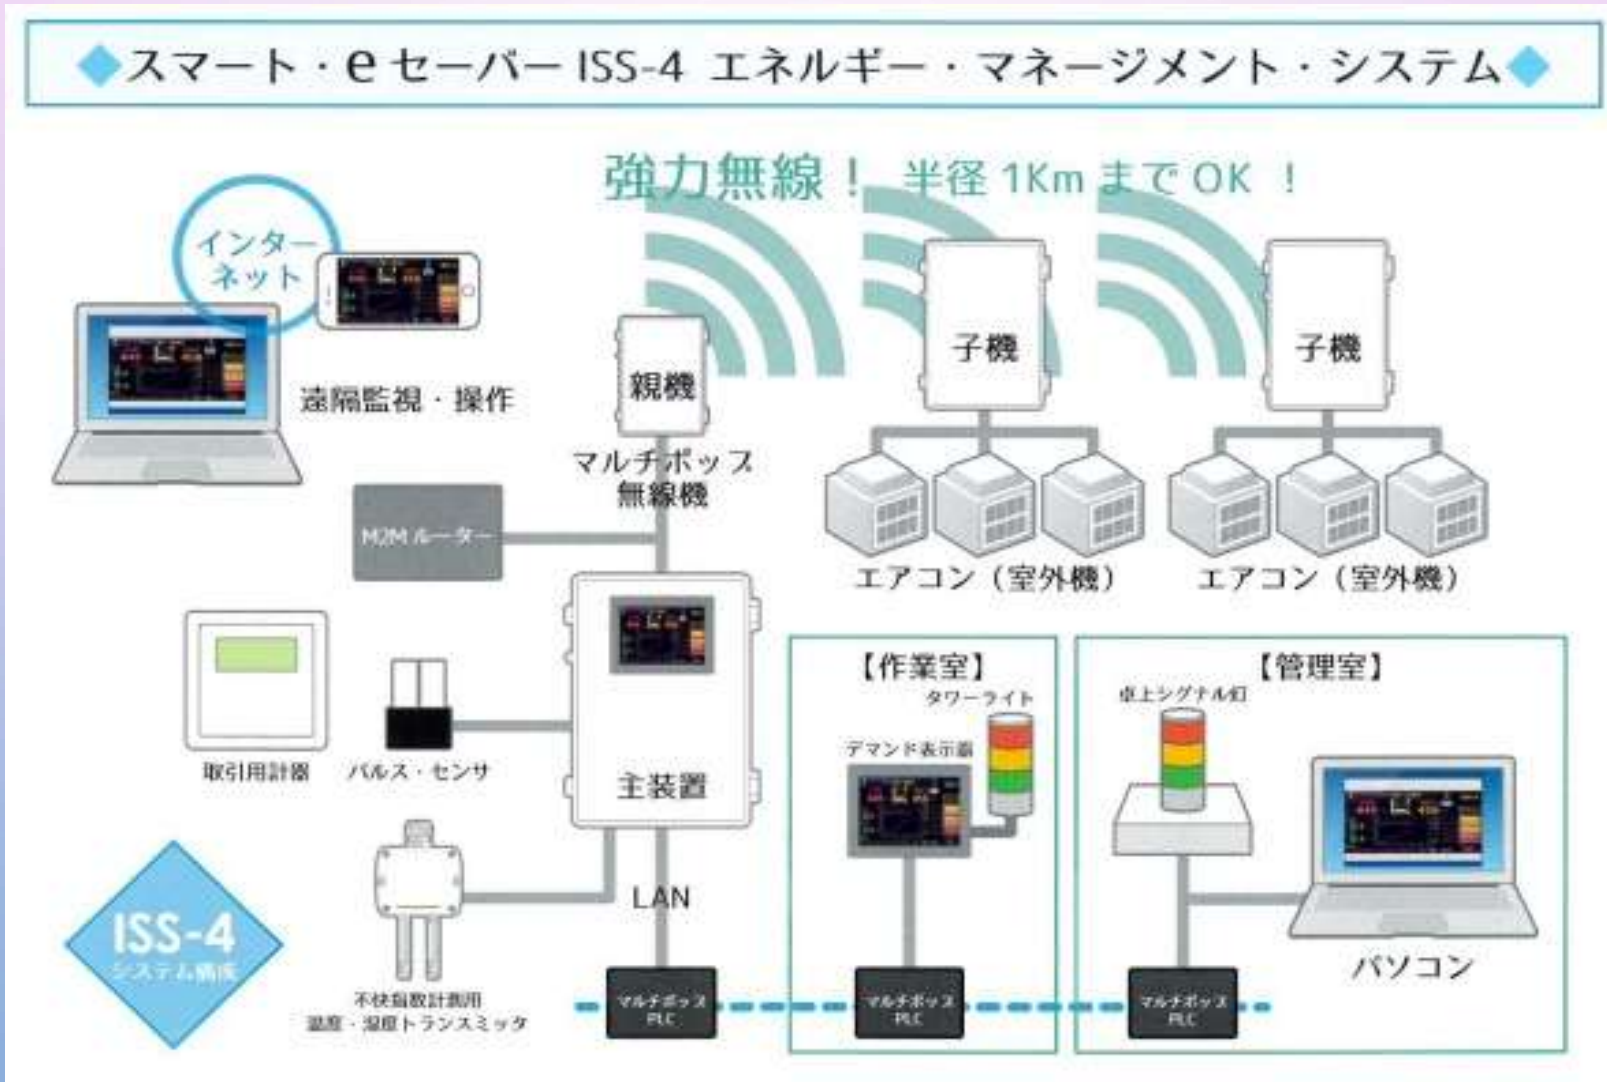 ◆スマート・eセーバー ISS-4 エネルギー・マネージメント・システム◆
強力無線！ 半径 1Km まで OK ！
インター
ネット
遠隔監視・操作
親機
マルチポップ
無線機
子機
子機
エアコン（室外機）
エアコン（室外機）
M2M ルーター
取引用計器
パルス・センサ
主装置
LAN
不快指数計測用
温度・湿度トランスミッタ
ISS-4
システム構成
【作業室】
タワーライト
デマンド表示器
【管理室】
卓上シグナル灯
パソコン
マルチポップ
PLC
マルチポップ
PLC
マルチポップ
PLC